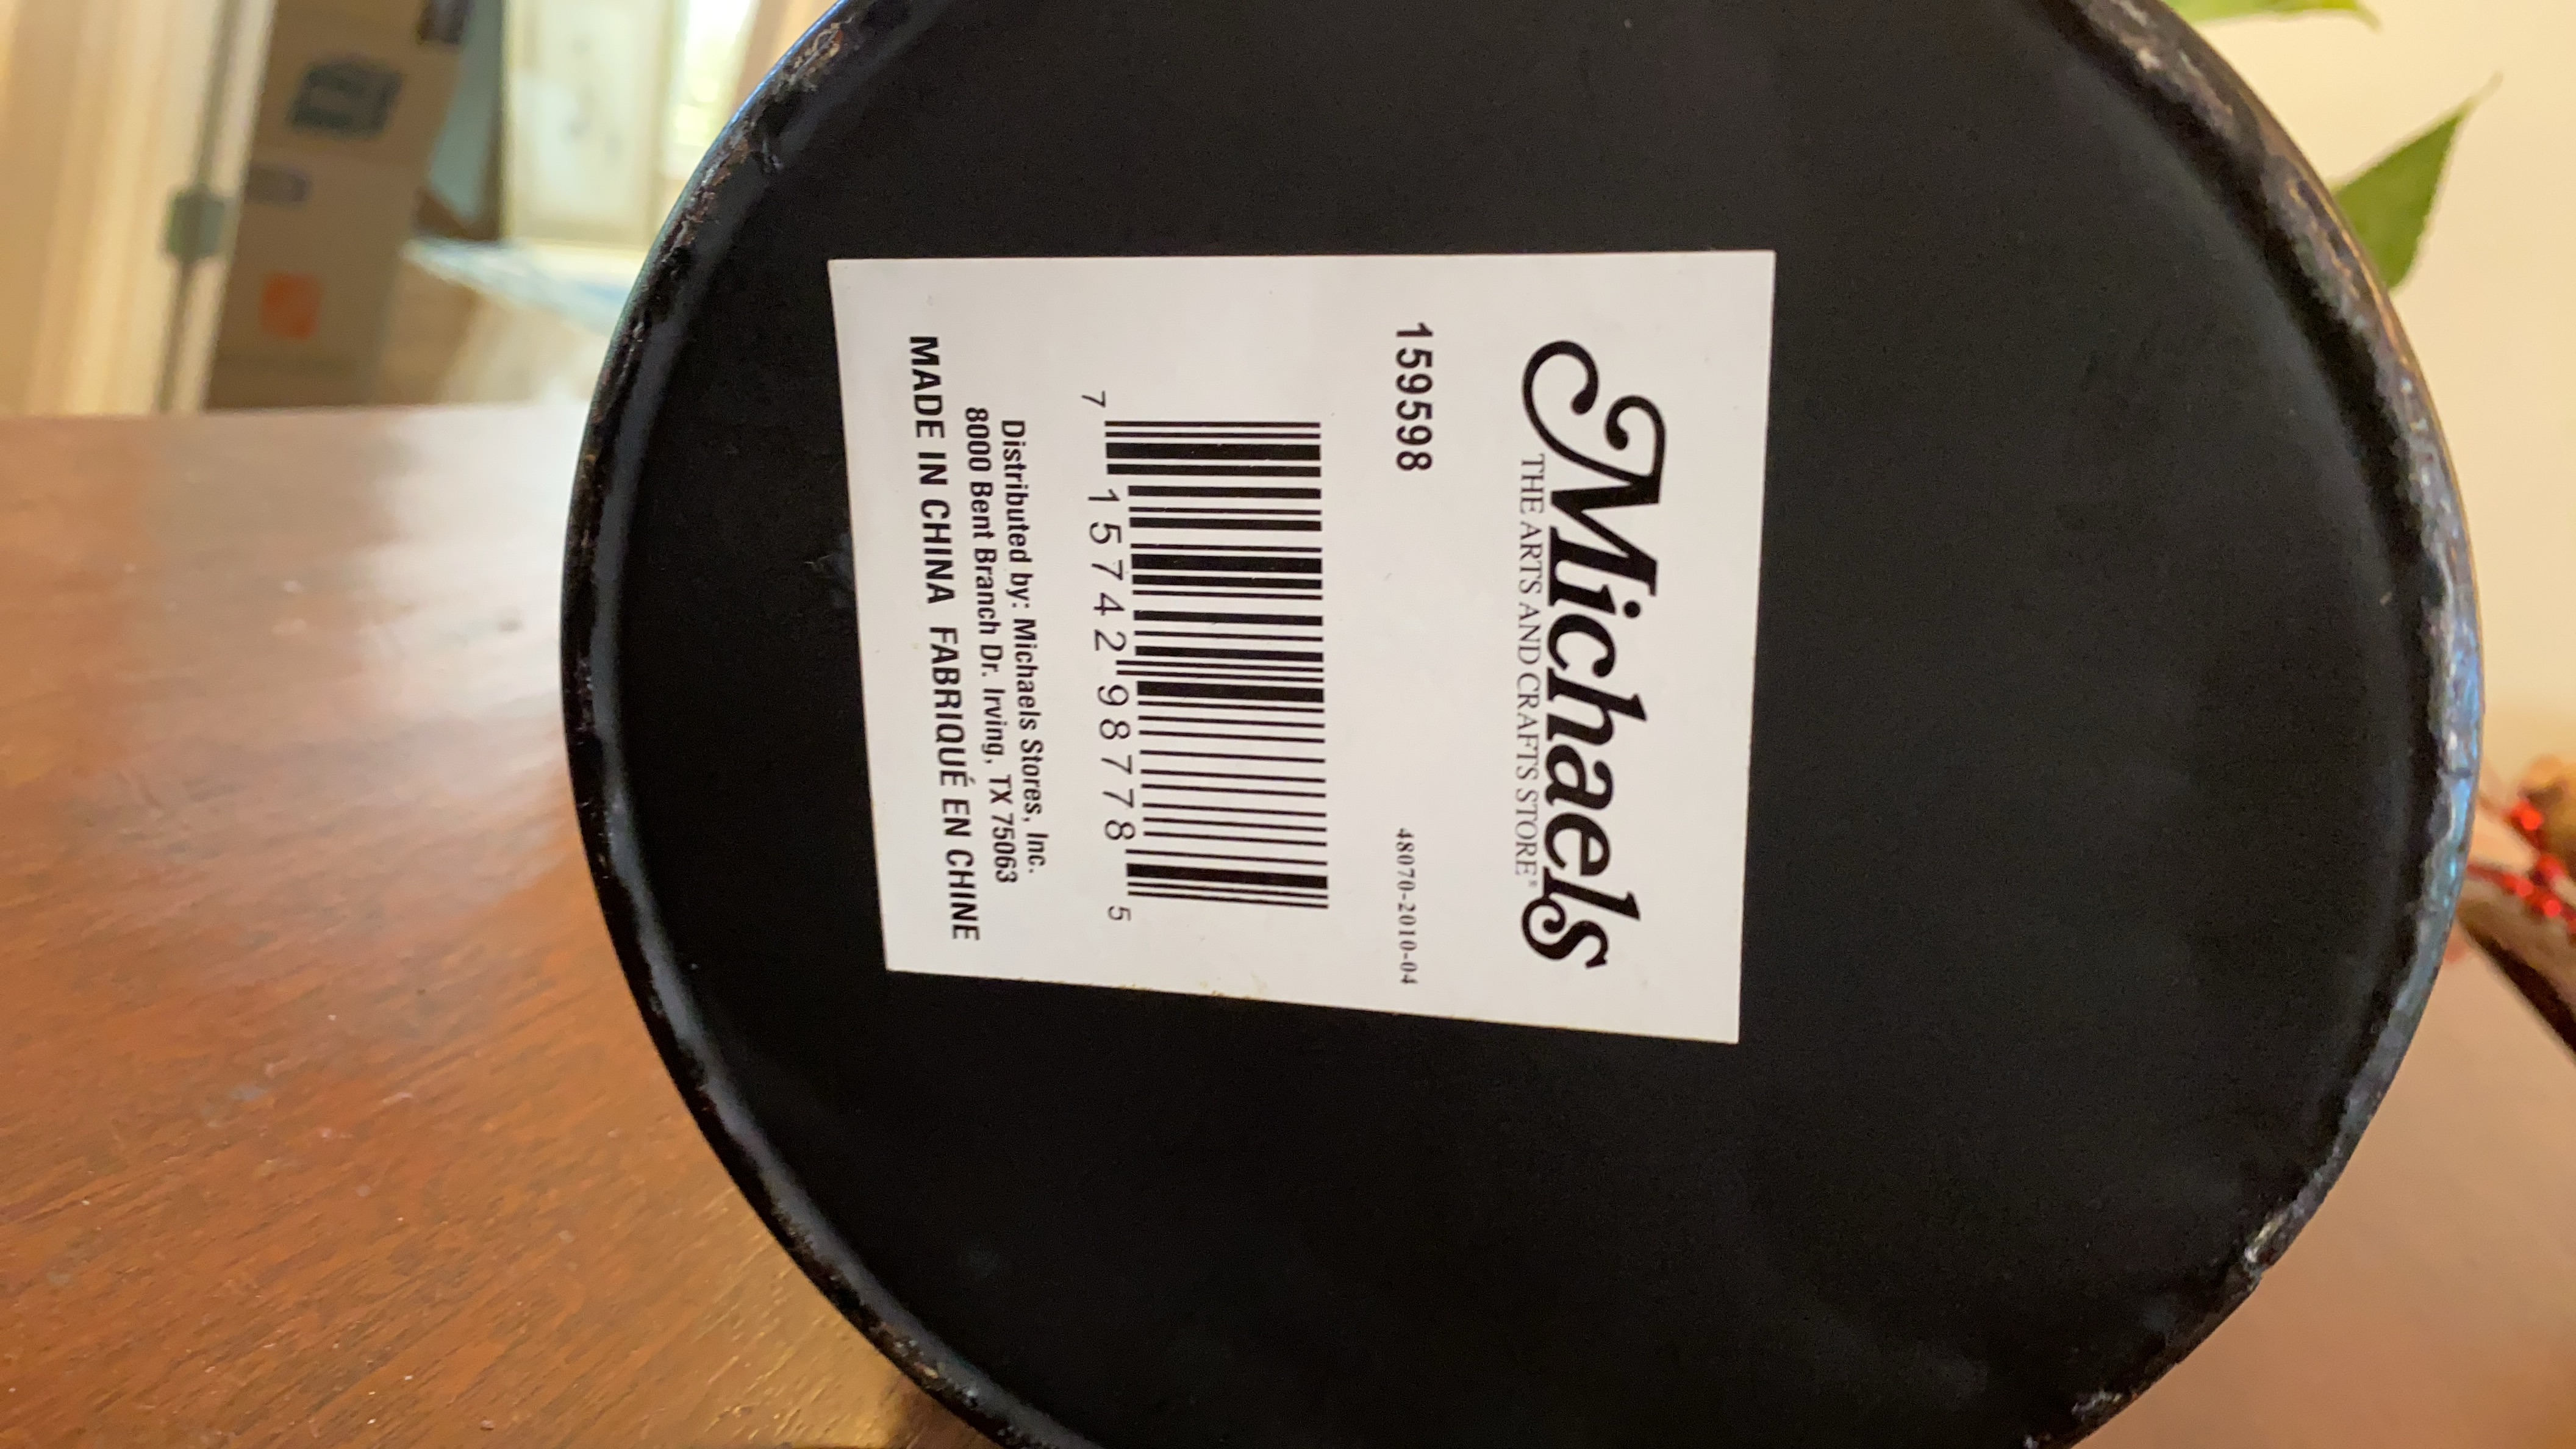 Michaels
THE ARTS AND CRAFTS STORE®
159598 48070-2010-04
7 15742 98778 5
Distributed by: Michaels Stores, Inc.
8000 Bent Branch Dr. Irving, TX 75063
MADE IN CHINA FABRIQUÉ EN CHINE